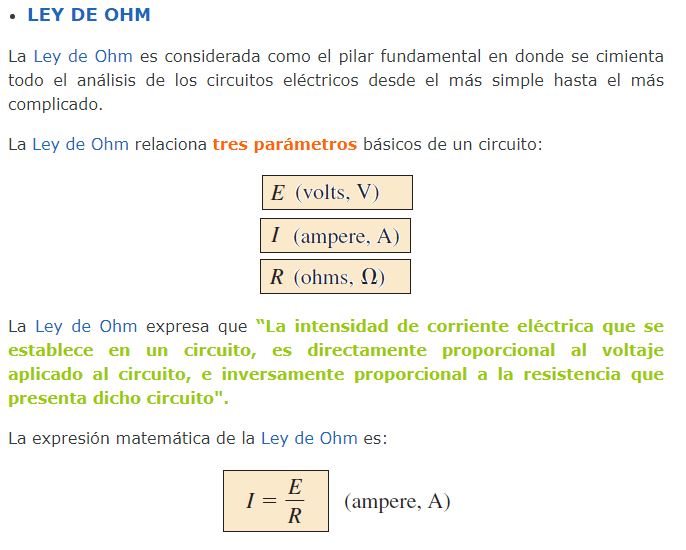 • LEY DE OHM
La Ley de Ohm es considerada como el pilar fundamental en donde se cimienta
todo el análisis de los circuitos eléctricos desde el más simple hasta el más
complicado.
La Ley de Ohm relaciona tres parámetros básicos de un circuito:
E (volts, V)
I (ampere, A)
R (ohms, Ω)
La Ley de Ohm expresa que “La intensidad de corriente eléctrica que se
establece en un circuito, es directamente proporcional al voltaje
aplicado al circuito, e inversamente proporcional a la resistencia que
presenta dicho circuito".
La expresión matemática de la Ley de Ohm es:
I = E/R (ampere, A)